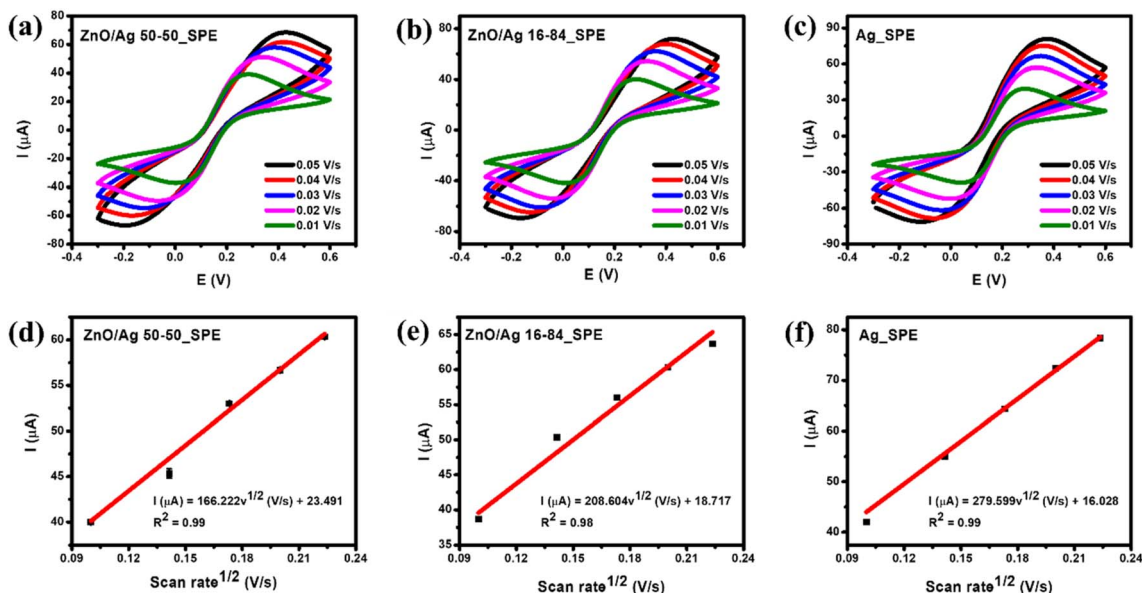 (a)
ZnO/Ag 50-50_SPE
80
60
40
20
0
-20
-40
-60
-80
I (µA)
0.05 V/s
0.04 V/s
0.03 V/s
0.02 V/s
0.01 V/s
-0.4 -0.2 0.0 0.2 0.4 0.6
E (V)
(b)
ZnO/Ag 16-84_SPE
80
40
0
-40
-80
I (µA)
0.05 V/s
0.04 V/s
0.03 V/s
0.02 V/s
0.01 V/s
-0.4 -0.2 0.0 0.2 0.4 0.6
E (V)
(c)
Ag_SPE
90
60
30
0
-30
-60
-90
I (µA)
0.05 V/s
0.04 V/s
0.03 V/s
0.02 V/s
0.01 V/s
-0.4 -0.2 0.0 0.2 0.4 0.6
E (V)
(d)
ZnO/Ag 50-50_SPE
60
55
50
45
40
I (µA)
I (µA) = 166.222v^1/2 (V/s) + 23.491
R^2 = 0.99
0.09 0.12 0.15 0.18 0.21 0.24
Scan rate^1/2 (V/s)
(e)
ZnO/Ag 16-84_SPE
65
60
55
50
45
40
35
I (µA)
I (µA) = 208.604v^1/2 (V/s) + 18.717
R^2 = 0.98
0.09 0.12 0.15 0.18 0.21 0.24
Scan rate^1/2 (V/s)
(f)
Ag_SPE
80
70
60
50
40
I (µA)
I (µA) = 279.599v^1/2 (V/s) + 16.028
R^2 = 0.99
0.09 0.12 0.15 0.18 0.21 0.24
Scan rate^1/2 (V/s)